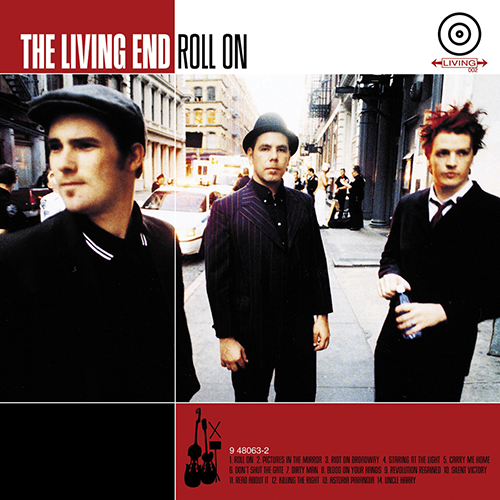 THE LIVING END ROLL ON
LIVING
002
9 48063-2
1. ROLL ON 2. PICTURES IN THE MIRROR 3. RIOT ON BROADWAY 4. STARING AT THE LIGHT 5. CARRY ME HOME
6. DON'T SHUT THE GATE 7. DIRTY MAN 8. BLOOD ON YOUR HANDS 9. REVOLUTION REGAINED 10. SILENT VICTORY
11. READ ABOUT IT 12. KILLING THE RIGHT 13. ASTORIA PARANOIA 14. UNCLE HARRY